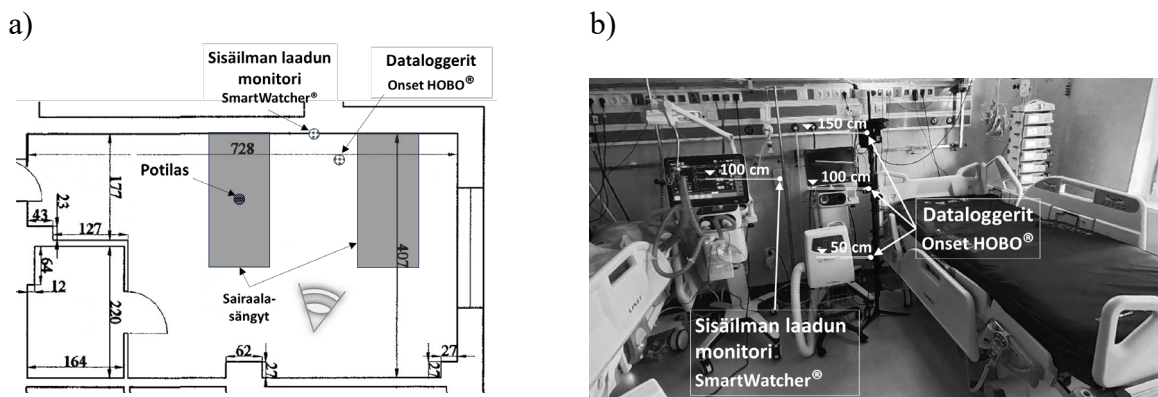 a)
Sisäilman laadun
monitori
SmartWatcher®
Dataloggerit
Onset HOBO®
728
Potilas
177
43
23
127
407
64
12
220
Sairaala-
sängyt
62
27
27
27
164
b)
150 cm
100 cm
100 cm
Dataloggerit
Onset HOBO®
50 cm
LINET
Sisäilman laadun
monitori
SmartWatcher®